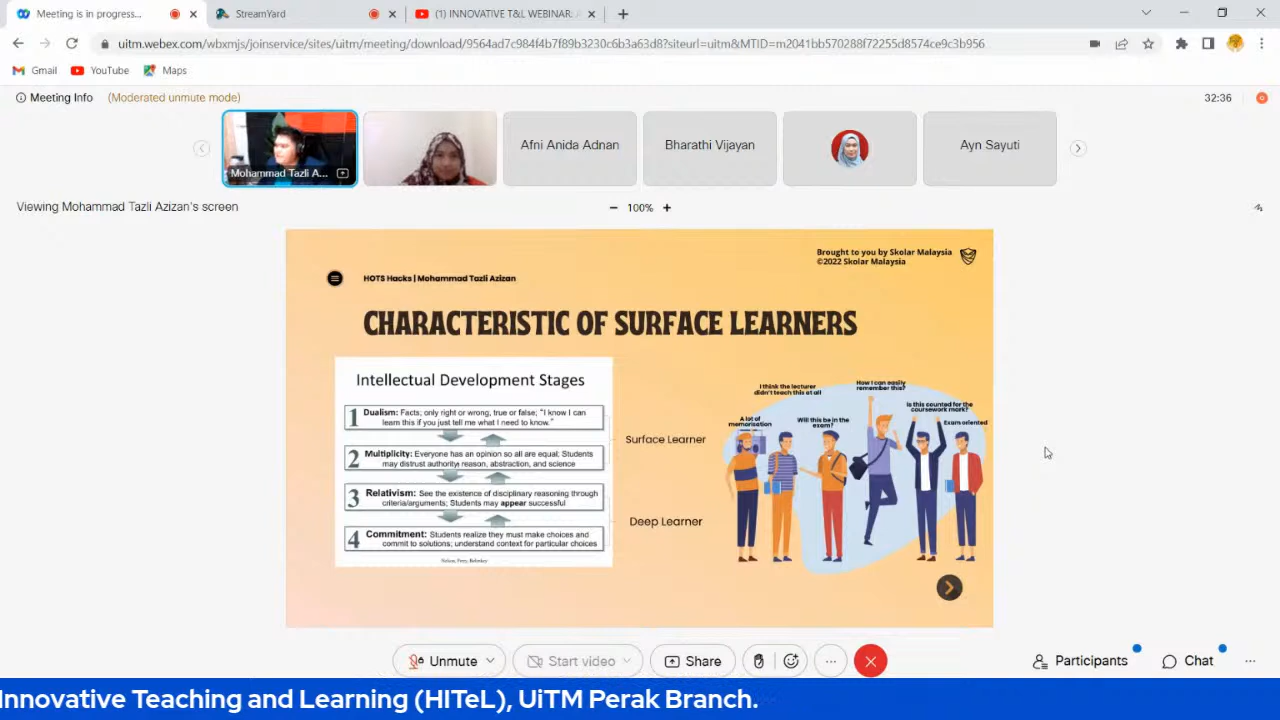 Meeting is in progress...
StreamYard
(1) INNOVATIVE T&L WEBINAR:
uitm.webex.com/wbxmjs/joinservice/sites/uitm/meeting/download/9564ad7c984f4b7f89b3230c6b3a63d8?siteurl=uitm&MTID=m2041bb570288f72255d8574ce9c3b956
Gmail
YouTube
Maps
Meeting Info (Moderated unmute mode)
32:36
Mohammad Tazli A...
Afni Anida Adnan
Bharathi Vijayan
Ayn Sayuti
Viewing Mohammad Tazli Azizan's screen
100%
Brought to you by Skolar Malaysia
©2022 Skolar Malaysia
HOTS Hacks | Mohammad Tazli Azizan
CHARACTERISTIC OF SURFACE LEARNERS
Intellectual Development Stages
1 Dualism: Facts; only right or wrong, true or false; "I know I can
learn this if you just tell me what I need to know."
2 Multiplicity: Everyone has an opinion so all are equal; Students
may distrust authority, reason, abstraction, and science
3 Relativism: See the existence of disciplinary reasoning through
criteria/arguments; Students may appear successful
4 Commitment: Students realize they must make choices and
commit to solutions; understand context for particular choices
Surface Learner
Deep Learner
I think the lecturer
didn't teach this at all
How I can easily
remember this?
Is this counted for the
coursework mark?
A lot of
memorisation
Will this be in the
exam?
Exam oriented
Unmute
Start video
Share
Participants
Chat
Innovative Teaching and Learning (HITeL), UiTM Perak Branch.